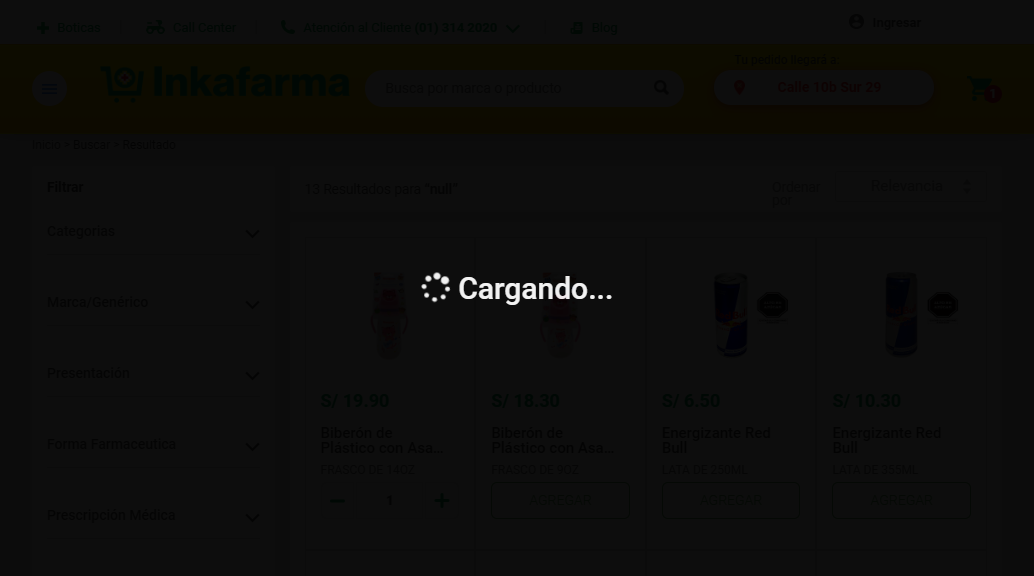 Boticas
Call Center
Atención al Cliente (01) 314 2020
Blog
Ingresar
Inkafarma
Busca por marca o producto
Tu pedido llegará a
Calle 10b Sur 29
1
Inicio > Buscar > Resultado
Filtrar
Categorías
Marca/Genérico
Presentación
Forma Farmaceutica
Prescripción Médica
13 Resultados para "null"
Ordenar por
Relevancia
Cargando...
S/ 19.90
Biberón de
Plástico con Asa...
FRASCO DE 14OZ
1
S/ 18.30
Biberón de
Plástico con Asa...
FRASCO DE 9OZ
AGREGAR
S/ 6.50
Energizante Red
Bull
LATA DE 250ML
AGREGAR
S/ 10.30
Energizante Red
Bull
LATA DE 355ML
AGREGAR